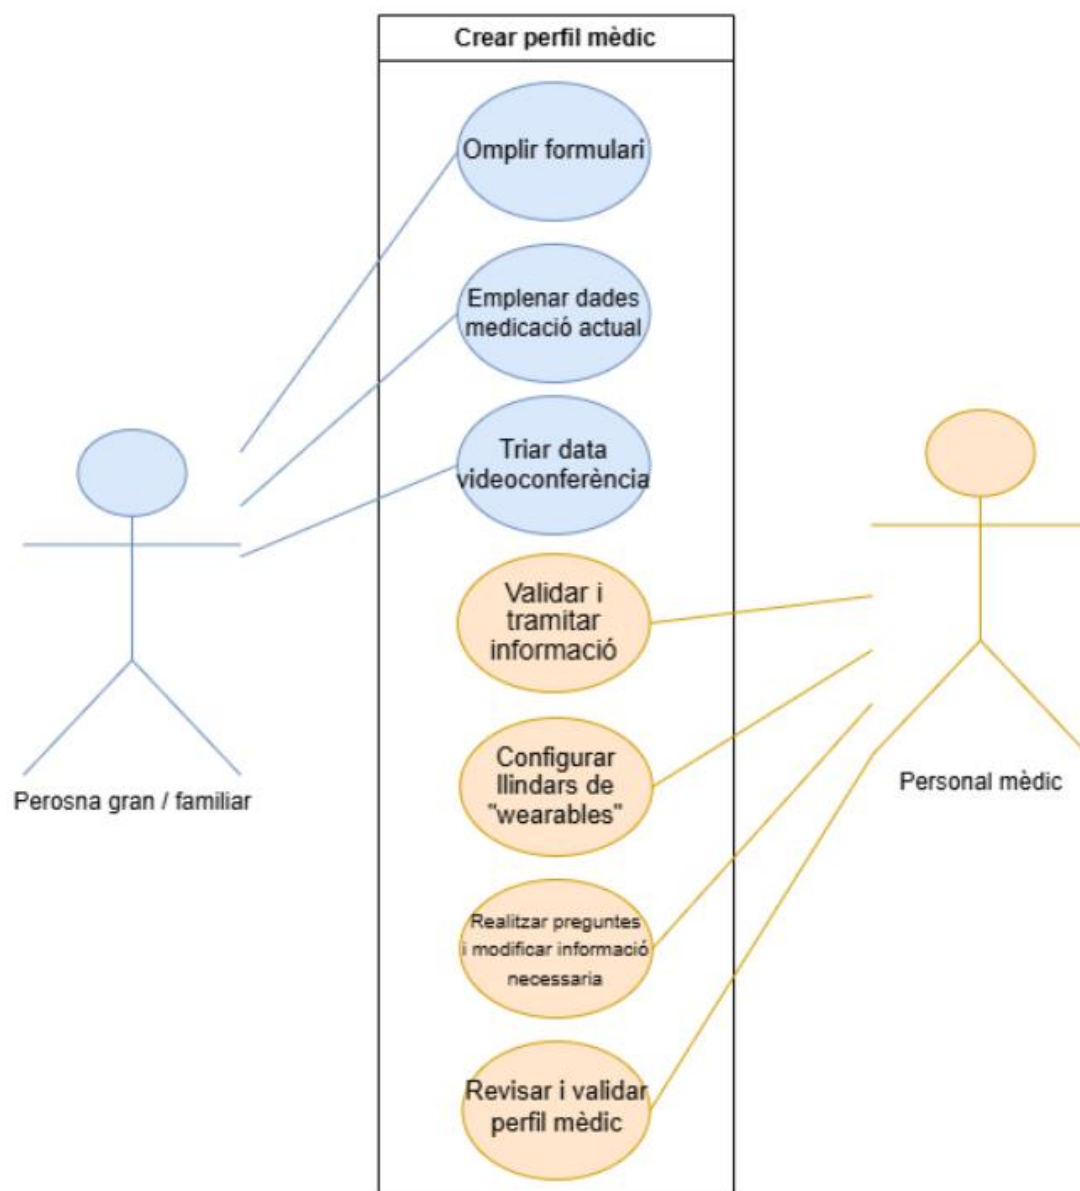 Crear perfil mèdic
Omplir formulari
Emplenar dades
medicació actual
Triar data
videoconferència
Validar i
tramitar
informació
Configurar
llindars de
"wearables"
Realitzar preguntes
i modificar informació
necessaria
Revisar i validar
perfil mèdic
Perosna gran / familiar
Personal mèdic